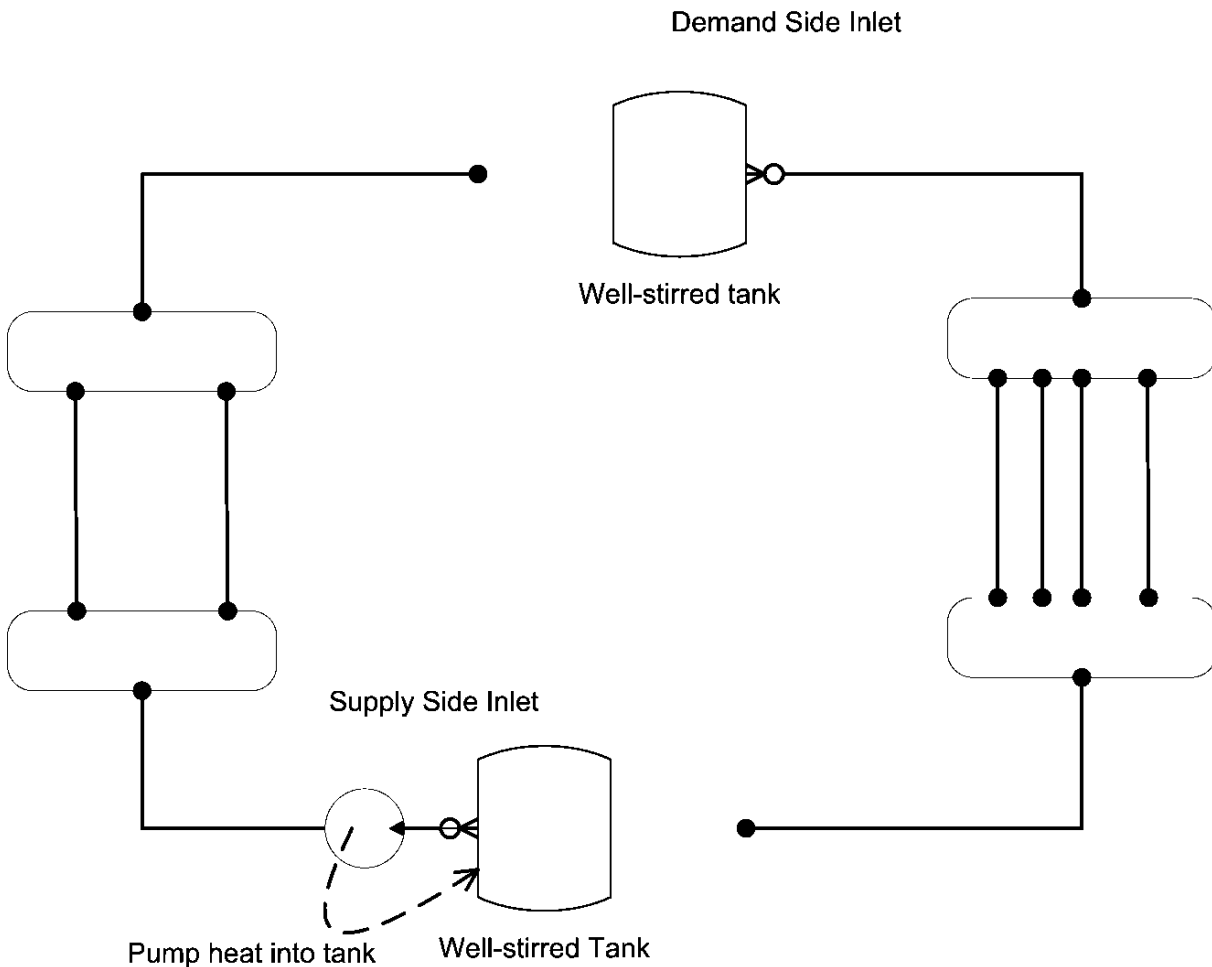 Demand Side Inlet
Well-stirred tank
Supply Side Inlet
Pump heat into tank
Well-stirred Tank